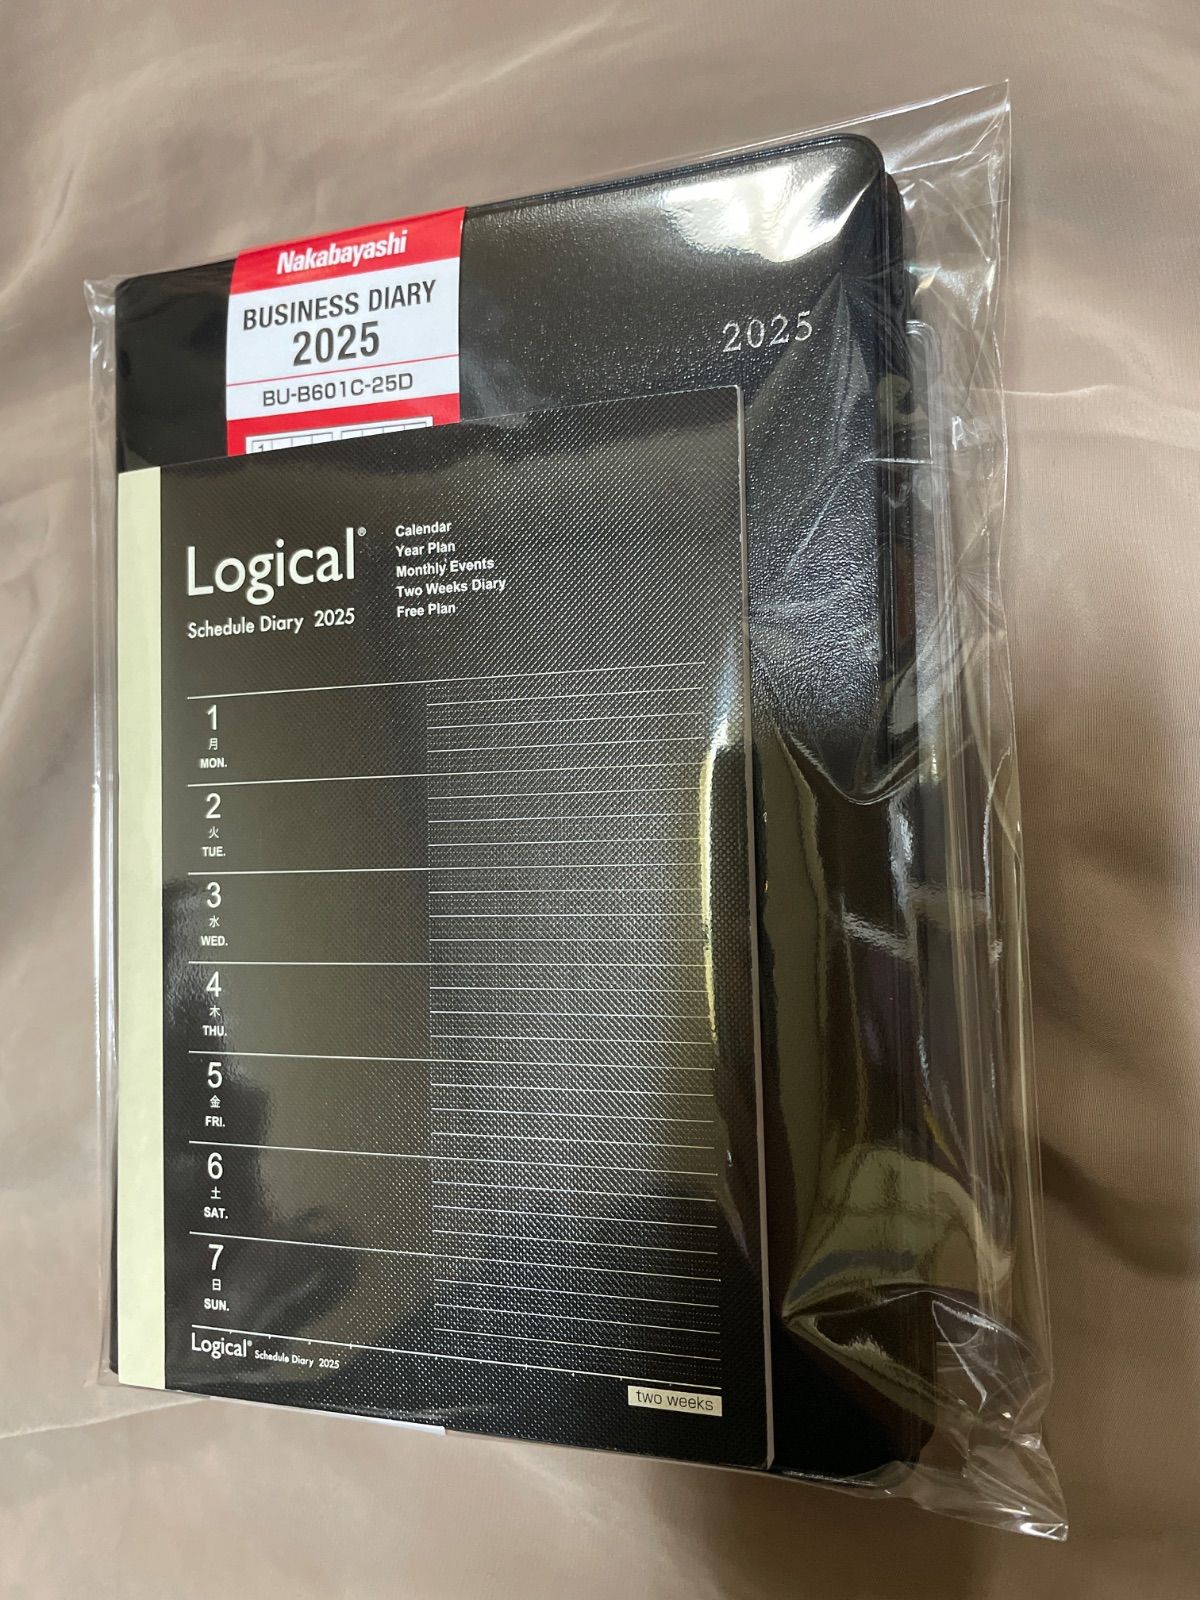 Nakabayashi
BUSINESS DIARY
2025
BU-B601C-25D
1
2025
Logical®
Schedule Diary 2025
Calendar
Year Plan
Monthly Events
Two Weeks Diary
Free Plan
1
月
MON.
2
火
TUE.
3
水
WED.
4
木
THU.
5
金
FRI.
6
土
SAT.
7
日
SUN.
Logical® Schedule Diary 2025
two weeks